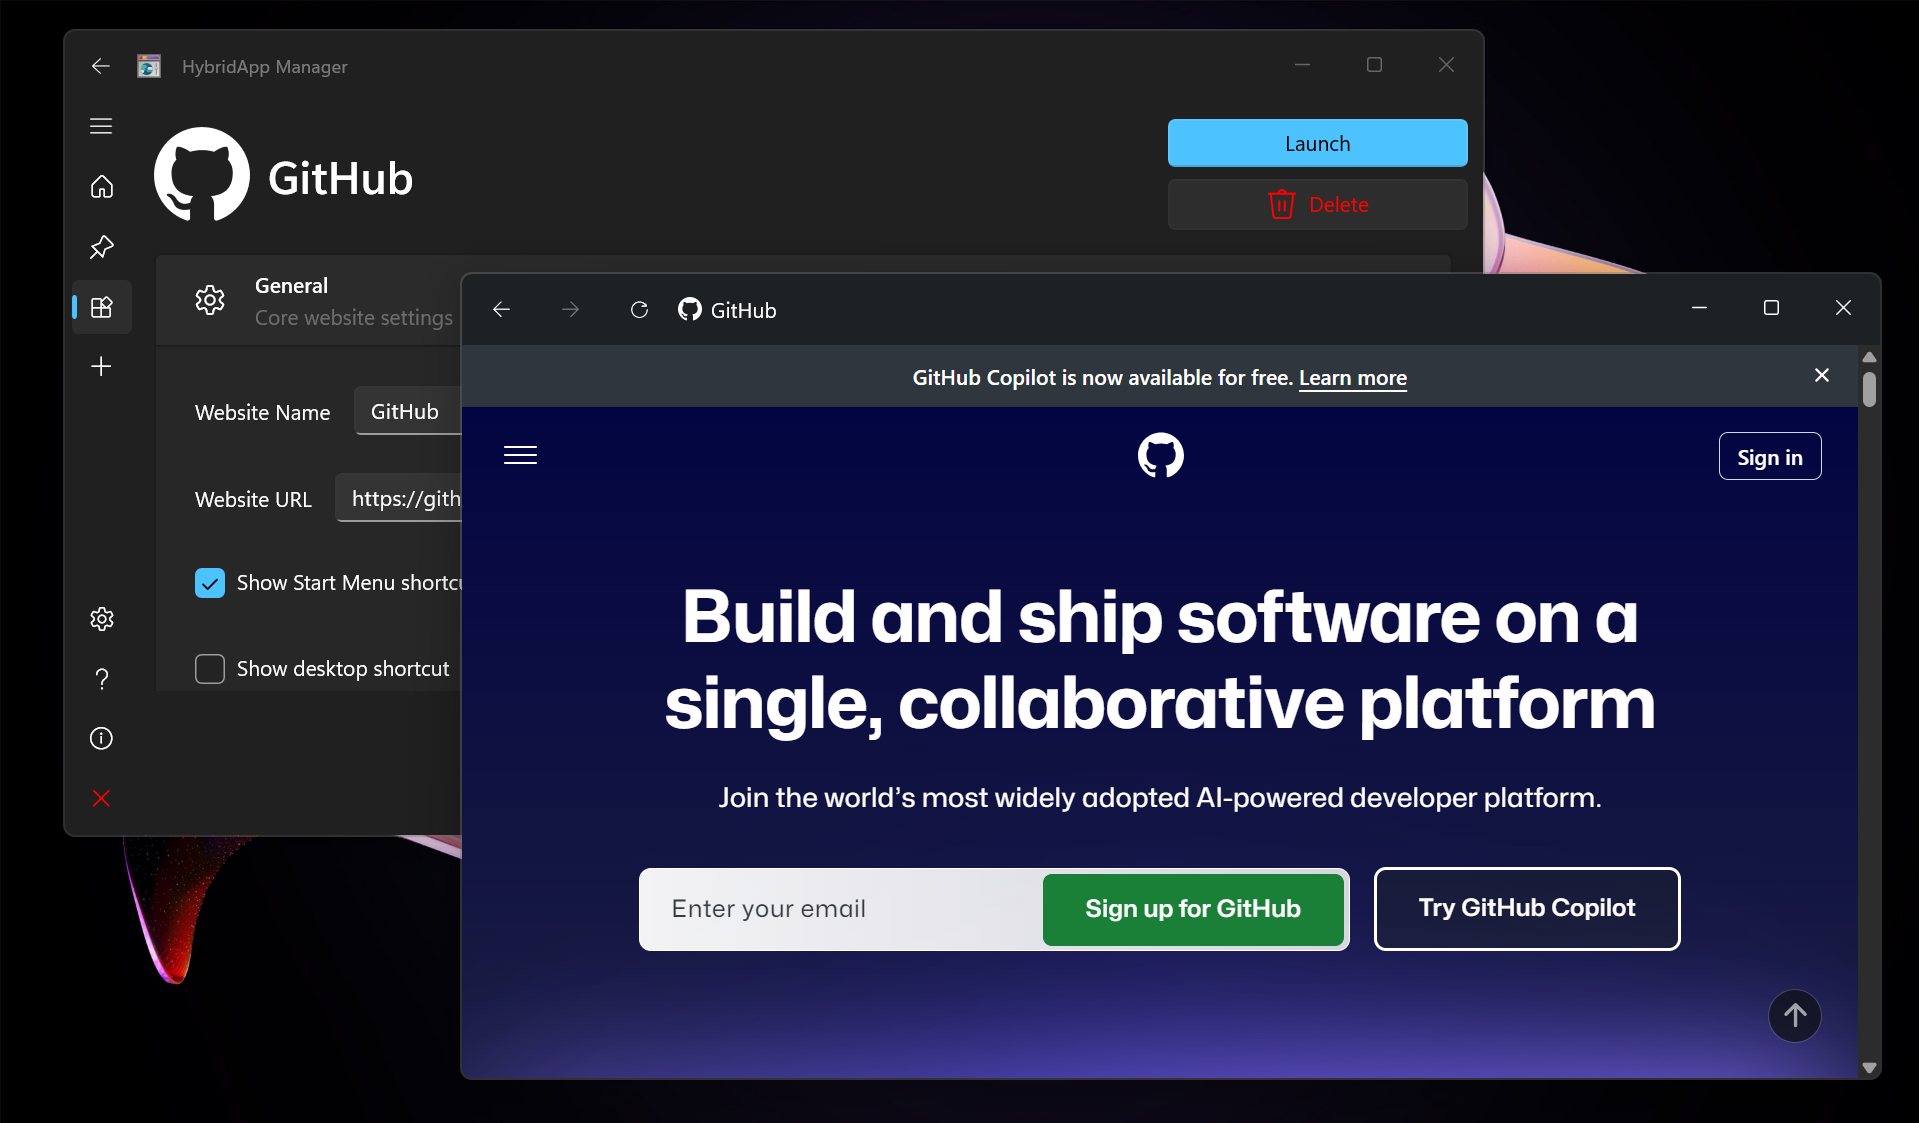 HybridApp Manager
GitHub
Launch
Delete
General
Core website settings
Website Name
GitHub
Website URL
https://gith
Show Start Menu shortcu
Show desktop shortcut
GitHub
GitHub Copilot is now available for free. Learn more
Sign in
Build and ship software on a
single, collaborative platform
Join the world’s most widely adopted AI-powered developer platform.
Enter your email
Sign up for GitHub
Try GitHub Copilot